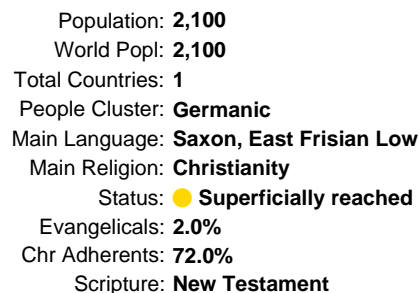 Population: 2,100
World Popl: 2,100
Total Countries: 1
People Cluster: Germanic
Main Language: Saxon, East Frisian Low
Main Religion: Christianity
Status: Superficially reached
Evangelicals: 2.0%
Chr Adherents: 72.0%
Scripture: New Testament